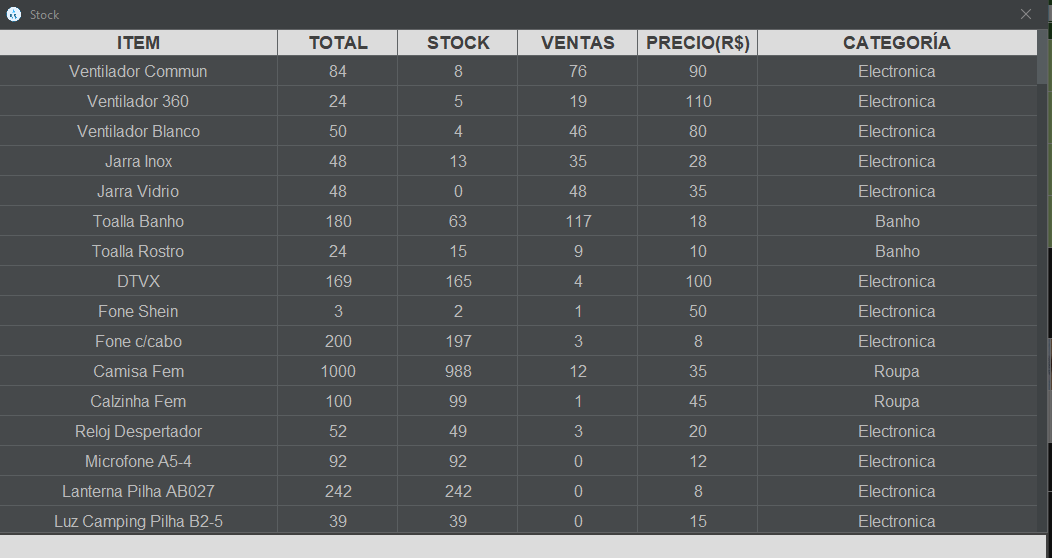 Stock
ITEM TOTAL STOCK VENTAS PRECIO(R$) CATEGORÍA
Ventilador Commun 84 8 76 90 Electronica
Ventilador 360 24 5 19 110 Electronica
Ventilador Blanco 50 4 46 80 Electronica
Jarra Inox 48 13 35 28 Electronica
Jarra Vidrio 48 0 48 35 Electronica
Toalla Banho 180 63 117 18 Banho
Toalla Rostro 24 15 9 10 Banho
DTVX 169 165 4 100 Electronica
Fone Shein 3 2 1 50 Electronica
Fone c/cabo 200 197 3 8 Electronica
Camisa Fem 1000 988 12 35 Roupa
Calzinha Fem 100 99 1 45 Roupa
Reloj Despertador 52 49 3 20 Electronica
Microfone A5-4 92 92 0 12 Electronica
Lanterna Pilha AB027 242 242 0 8 Electronica
Luz Camping Pilha B2-5 39 39 0 15 Electronica